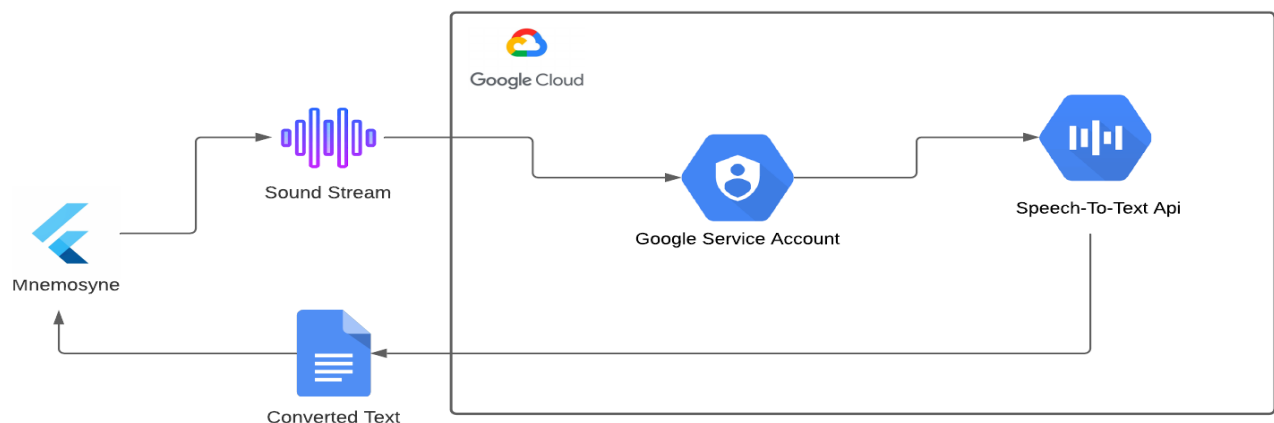 Google Cloud
Sound Stream
Speech-To-Text Api
Google Service Account
Mnemosyne
Converted Text